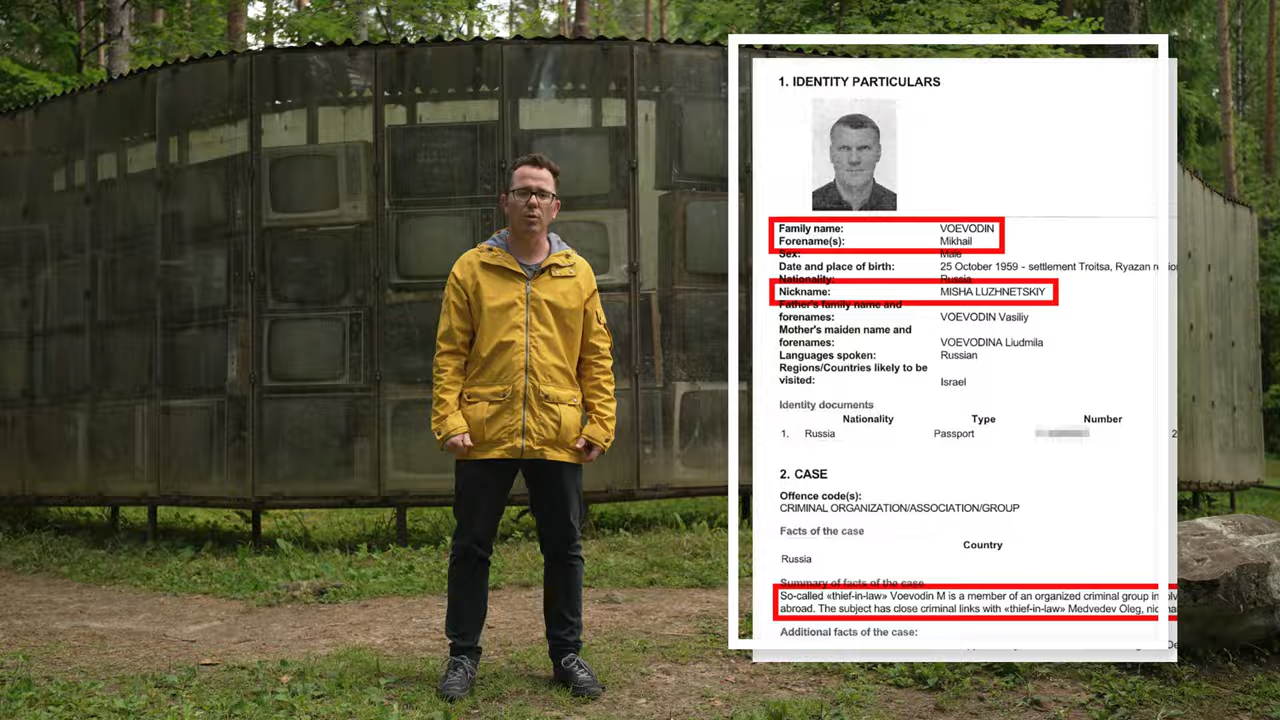 1. IDENTITY PARTICULARS
Family name: VOEVODIN
Forename(s): Mikhail
Sex: Male
Date and place of birth: 25 October 1959 - settlement Troitsa, Ryazan region
Nationality: Russia
Nickname: MISHA LUZHNETSKIY
Father's family name and
forenames: VOEVODIN Vasiliy
Mother's maiden name and
forenames: VOEVODINA Liudmila
Languages spoken: Russian
Regions/Countries likely to be
visited: Israel
Identity documents
Nationality Type Number
1. Russia Passport
2. CASE
Offence code(s):
CRIMINAL ORGANIZATION/ASSOCIATION/GROUP
Facts of the case
Country
Russia
Summary of facts of the case
So-called «thief-in-law» Voevodin M is a member of an organized criminal group
abroad. The subject has close criminal links with «thief-in-law» Medvedev Oleg,
Additional facts of the case: